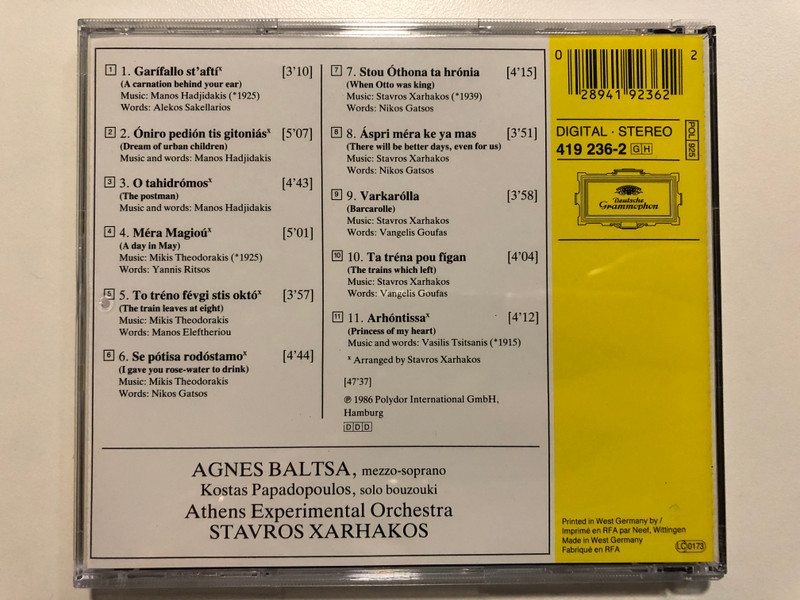 1 1. Garífallo st'aftíˣ [3'10]
(A carnation behind your ear)
Music: Manos Hadjidakis (*1925)
Words: Alekos Sakellarios
2 2. Óniro pedión tis gitoniásˣ [5'07]
(Dream of urban children)
Music and words: Manos Hadjidakis
3 3. O tahidrómosˣ [4'43]
(The postman)
Music and words: Manos Hadjidakis
4 4. Méra Magioúˣ [5'01]
(A day in May)
Music: Mikis Theodorakis (*1925)
Words: Yannis Ritsos
5 5. To tréno févgi stis októˣ [3'57]
(The train leaves at eight)
Music: Mikis Theodorakis
Words: Manos Eleftheriou
6 6. Se pótisa rodóstamoˣ [4'44]
(I gave you rose-water to drink)
Music: Mikis Theodorakis
Words: Nikos Gatsos
7 7. Stou Óthona ta hrónia [4'15]
(When Otto was king)
Music: Stavros Xarhakos (*1939)
Words: Nikos Gatsos
8 8. Áspri méra ke ya mas [3'51]
(There will be better days, even for us)
Music: Stavros Xarhakos
Words: Nikos Gatsos
9 9. Varkarólla [3'58]
(Barcarolle)
Music: Stavros Xarhakos
Words: Vangelis Goufas
10 10. Ta tréna pou fígan [4'04]
(The trains which left)
Music: Stavros Xarhakos
Words: Vangelis Goufas
11 11. Arhóntissaˣ [4'12]
(Princess of my heart)
Music and words: Vasilis Tsitsanis (*1915)
ˣ Arranged by Stavros Xarhakos
[47'37]
℗ 1986 Polydor International GmbH,
Hamburg
DDD
AGNES BALTSA, mezzo-soprano
Kostas Papadopoulos, solo bouzouki
Athens Experimental Orchestra
STAVROS XARHAKOS
0 28941 92362 2
DIGITAL · STEREO
419 236-2 GH
POL 925
Deutsche
Grammophon
Printed in West Germany by /
Imprimé en RFA par Neef, Wittingen
Made in West Germany
Fabriqué en RFA
LC 0173